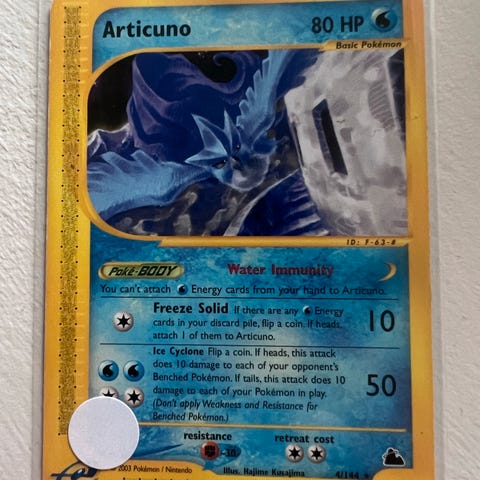 Articuno 80 HP
Basic Pokémon
ID: F-63-#
Poké-BODY Water Immunity
You can't attach Energy cards from your hand to Articuno.
Freeze Solid If there are any Energy
cards in your discard pile, flip a coin. If heads,
attach 1 of them to Articuno.
10
Ice Cyclone Flip a coin. If heads, this attack
does 10 damage to each of your opponent's
Benched Pokémon. If tails, this attack does 10
damage to each of your Pokémon in play.
(Don't apply Weakness and Resistance for
Benched Pokémon.)
50
resistance retreat cost
-30
©2003 Pokémon / Nintendo Illus. Hajime Kusajima 4/144 ★